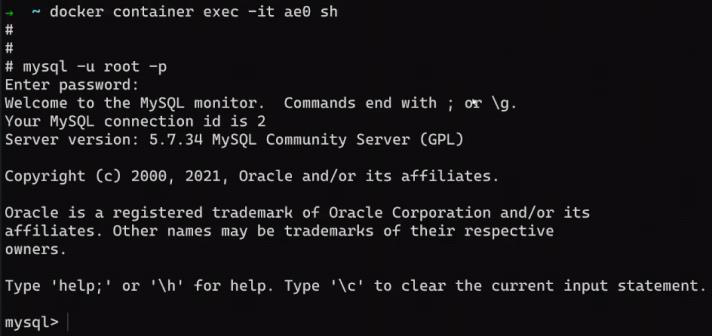 → ~ docker container exec -it ae0 sh
#
#
# mysql -u root -p
Enter password:
Welcome to the MySQL monitor.  Commands end with ; or \g.
Your MySQL connection id is 2
Server version: 5.7.34 MySQL Community Server (GPL)
Copyright (c) 2000, 2021, Oracle and/or its affiliates.
Oracle is a registered trademark of Oracle Corporation and/or its
affiliates. Other names may be trademarks of their respective
owners.
Type 'help;' or '\h' for help. Type '\c' to clear the current input statement.
mysql>